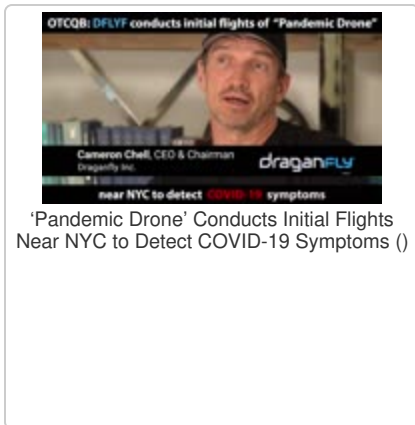 OTCQB: DFLYF conducts initial flights of "Pandemic Drone"
Cameron Chell, CEO & Chairman
Draganfly Inc.
draganFLY
near NYC to detect COVID-19 symptoms
‘Pandemic Drone’ Conducts Initial Flights
Near NYC to Detect COVID-19 Symptoms ()